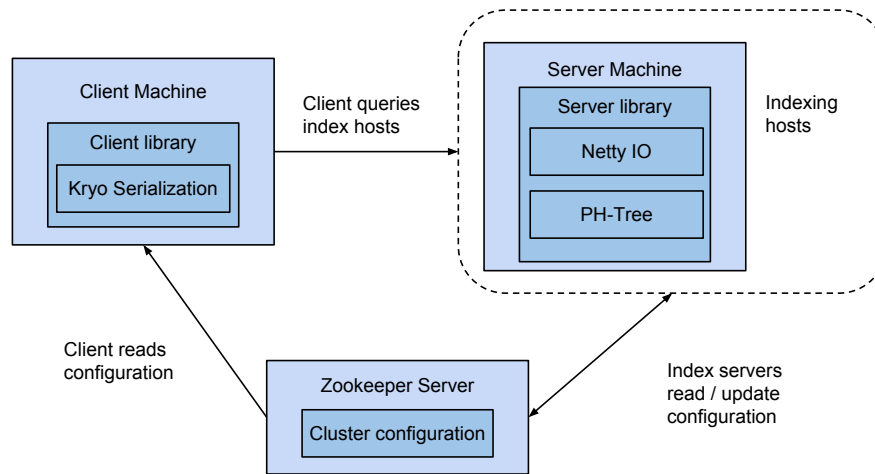 Client Machine
Client library
Kryo Serialization
Client queries
index hosts
Server Machine
Server library
Netty IO
PH-Tree
Indexing
hosts
Client reads
configuration
Zookeeper Server
Cluster configuration
Index servers
read / update
configuration